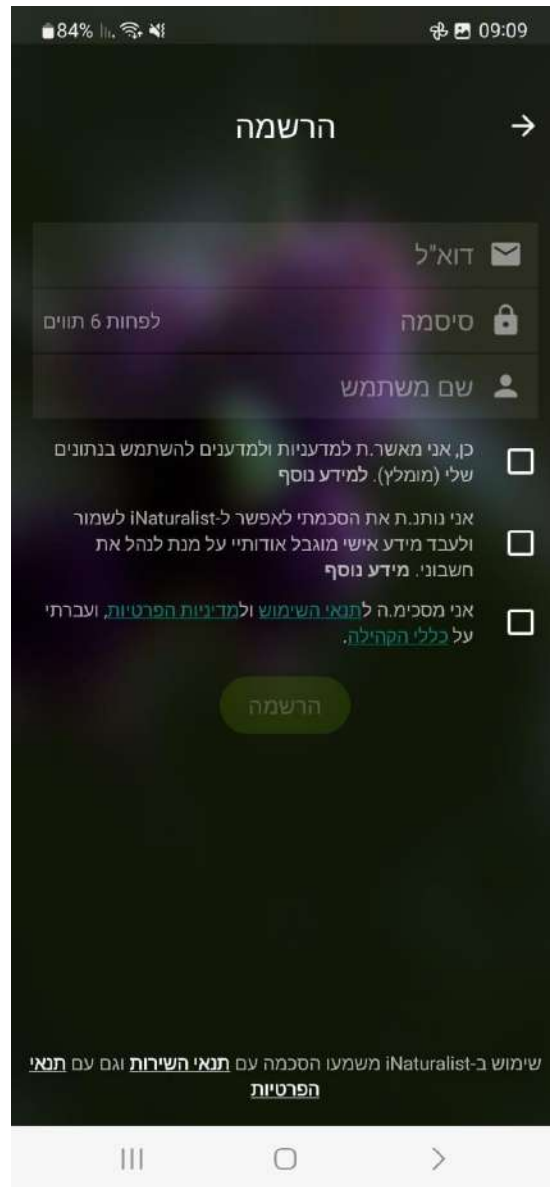 84% 09:09
הרשמה
דוא"ל
סיסמה לפחות 6 תווים
שם משתמש
כן, אני מאשר.ת למדעניות ולמדענים להשתמש בנתונים
שלי (מומלץ). למידע נוסף
אני נותנ.ת את הסכמתי לאפשר ל-iNaturalist לשמור
ולעבד מידע אישי מוגבל אודותיי על מנת לנהל את
חשבוני. מידע נוסף
אני מסכימ.ה לתנאי השימוש ולמדיניות הפרטיות, ועברתי
על כללי הקהילה.
הרשמה
שימוש ב-iNaturalist משמעו הסכמה עם תנאי השירות וגם עם תנאי
הפרטיות